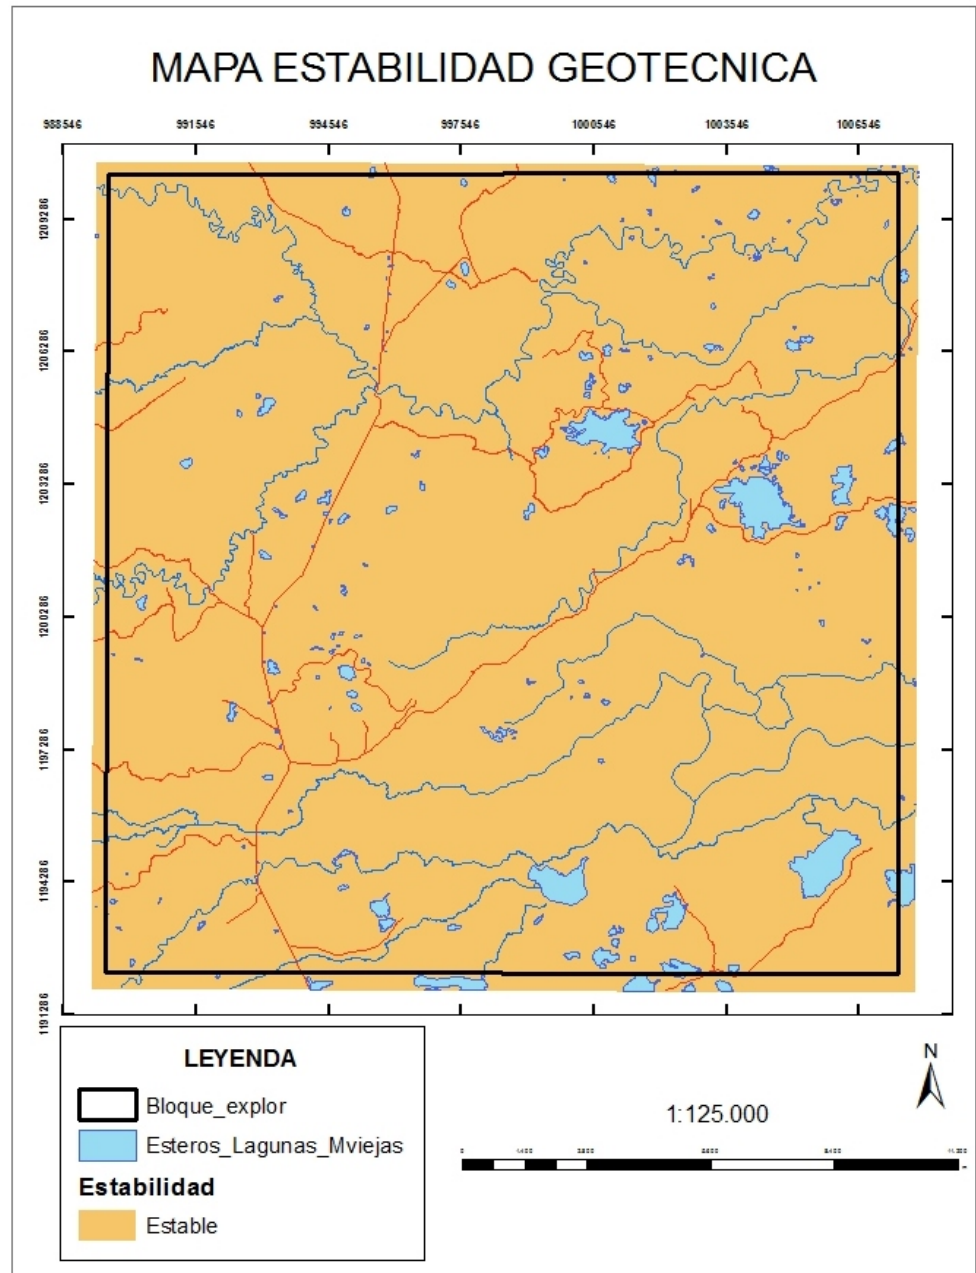 MAPA ESTABILIDAD GEOTECNICA
988546 991546 994546 997546 1000546 1003546 1006546
1209286
1206286
1203286
1200286
1197286
1194286
1191286
LEYENDA
Bloque_explor
Esteros_Lagunas_Mviejas
Estabilidad
Estable
N
1:125.000
0